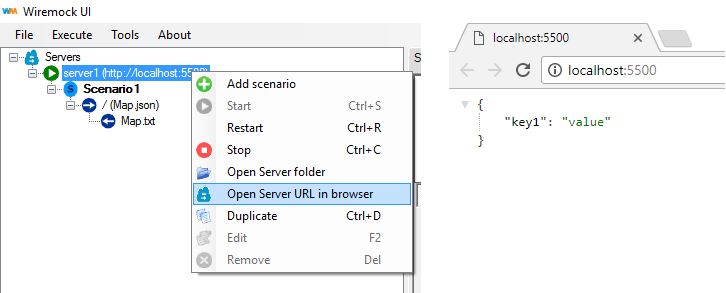 WM Wiremock UI
File Execute Tools About
Servers
server1 (http://localhost:5500)
S Scenario1
/ (Map.json)
Map.txt
S
Add scenario
Start Ctrl+S
Restart Ctrl+R
Stop Ctrl+C
Open Server folder
Open Server URL in browser
Duplicate Ctrl+D
Edit F2
Remove Del
localhost:5500
localhost:5500
{
"key1": "value"
}